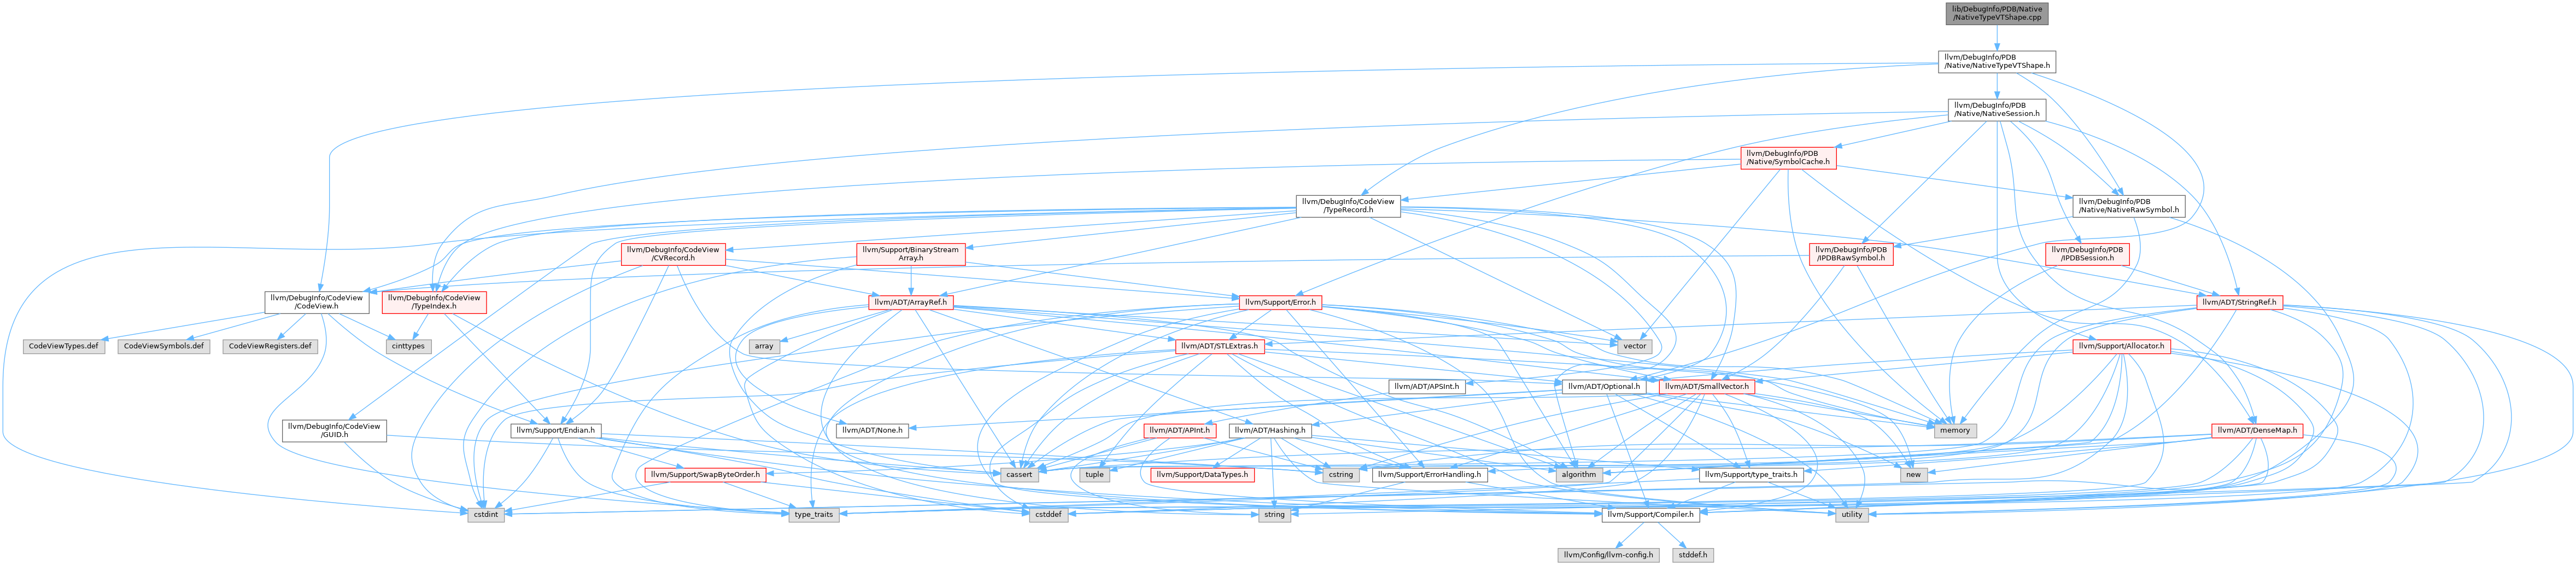 lib/DebugInfo/PDB/Native
/NativeTypeVTShape.cpp
llvm/DebugInfo/PDB
/Native/NativeTypeVTShape.h
llvm/DebugInfo/PDB
/Native/NativeSession.h
llvm/DebugInfo/PDB
/Native/SymbolCache.h
llvm/DebugInfo/CodeView
/TypeRecord.h
llvm/DebugInfo/PDB
/Native/NativeRawSymbol.h
llvm/DebugInfo/CodeView
/CVRecord.h
llvm/Support/BinaryStream
Array.h
llvm/DebugInfo/PDB
/IPDBRawSymbol.h
llvm/DebugInfo/PDB
/IPDBSession.h
llvm/DebugInfo/CodeView
/CodeView.h
llvm/DebugInfo/CodeView
/TypeIndex.h
llvm/ADT/ArrayRef.h
llvm/Support/Error.h
llvm/ADT/StringRef.h
CodeViewTypes.def
CodeViewSymbols.def
CodeViewRegisters.def
cinttypes
array
llvm/ADT/STLExtras.h
vector
llvm/Support/Allocator.h
llvm/ADT/APSInt.h
llvm/ADT/Optional.h
llvm/ADT/SmallVector.h
llvm/DebugInfo/CodeView
/GUID.h
llvm/Support/Endian.h
llvm/ADT/None.h
llvm/ADT/APInt.h
llvm/ADT/Hashing.h
memory
llvm/ADT/DenseMap.h
llvm/Support/SwapByteOrder.h
cassert
tuple
llvm/Support/DataTypes.h
cstring
llvm/Support/ErrorHandling.h
algorithm
llvm/Support/type_traits.h
new
cstdint
type_traits
cstddef
string
llvm/Support/Compiler.h
utility
llvm/Config/llvm-config.h
stddef.h